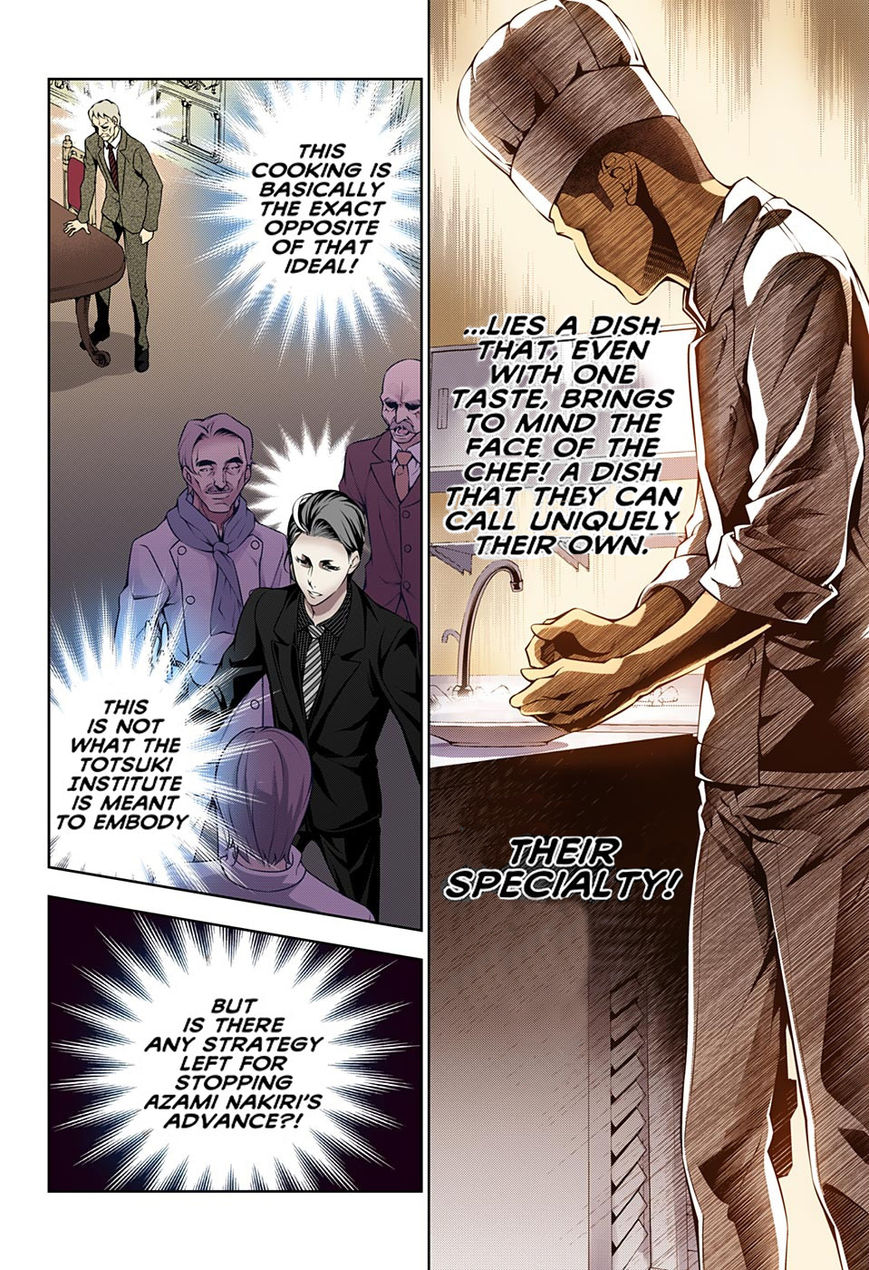 ...LIES A DISH
THAT, EVEN
WITH ONE
TASTE, BRINGS
TO MIND THE
FACE OF THE
CHEF! A DISH
THAT THEY CAN
CALL UNIQUELY
THEIR OWN.
THEIR
SPECIALTY!
THIS
COOKING IS
BASICALLY
THE EXACT
OPPOSITE
OF THAT
IDEAL!
THIS
IS NOT
WHAT THE
TOTSUKI
INSTITUTE
IS MEANT
TO EMBODY
BUT
IS THERE
ANY STRATEGY
LEFT FOR
STOPPING
AZAMI NAKIRI'S
ADVANCE?!